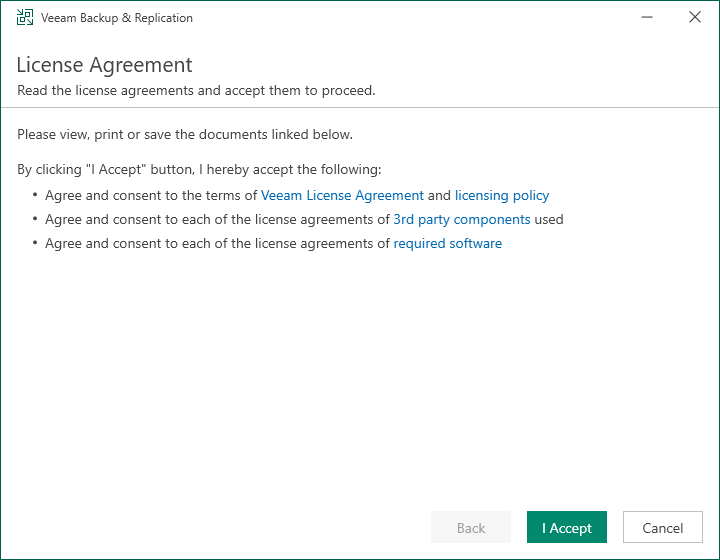 Veeam Backup & Replication
License Agreement
Read the license agreements and accept them to proceed.
Please view, print or save the documents linked below.
By clicking "I Accept" button, I hereby accept the following:
• Agree and consent to the terms of Veeam License Agreement and licensing policy
• Agree and consent to each of the license agreements of 3rd party components used
• Agree and consent to each of the license agreements of required software
Back
I Accept
Cancel